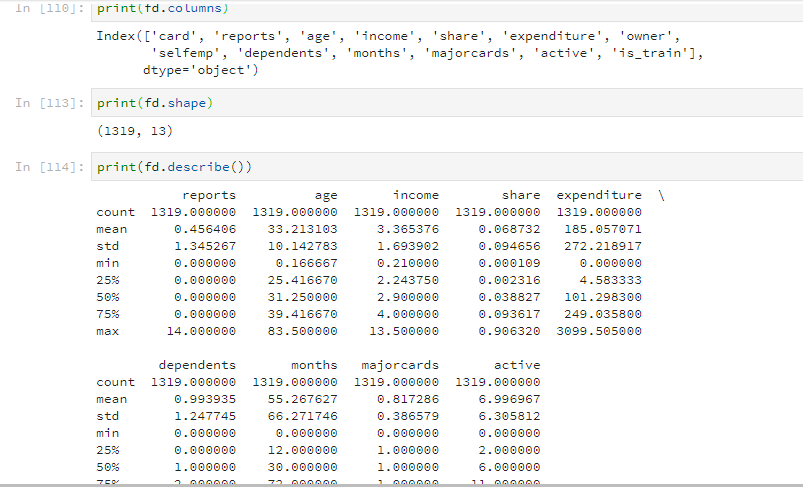 In [110]: print(fd.columns)
Index(['card', 'reports', 'age', 'income', 'share', 'expenditure', 'owner',
'selfemp', 'dependents', 'months', 'majorcards', 'active', 'is_train'],
dtype='object')
In [113]: print(fd.shape)
(1319, 13)
In [114]: print(fd.describe())
reports age income share expenditure \
count 1319.000000 1319.000000 1319.000000 1319.000000 1319.000000
mean 0.456406 33.213103 3.365376 0.068732 185.057071
std 1.345267 10.142783 1.693902 0.094656 272.218917
min 0.000000 0.166667 0.210000 0.000109 0.000000
25% 0.000000 25.416670 2.243750 0.002316 4.583333
50% 0.000000 31.250000 2.900000 0.038827 101.298300
75% 0.000000 39.416670 4.000000 0.093617 249.035800
max 14.000000 83.500000 13.500000 0.906320 3099.505000
dependents months majorcards active
count 1319.000000 1319.000000 1319.000000 1319.000000
mean 0.993935 55.267627 0.817286 6.996967
std 1.247745 66.271746 0.386579 6.305812
min 0.000000 0.000000 0.000000 0.000000
25% 0.000000 12.000000 1.000000 2.000000
50% 1.000000 30.000000 1.000000 6.000000
75% 2.000000 72.000000 1.000000 11.000000